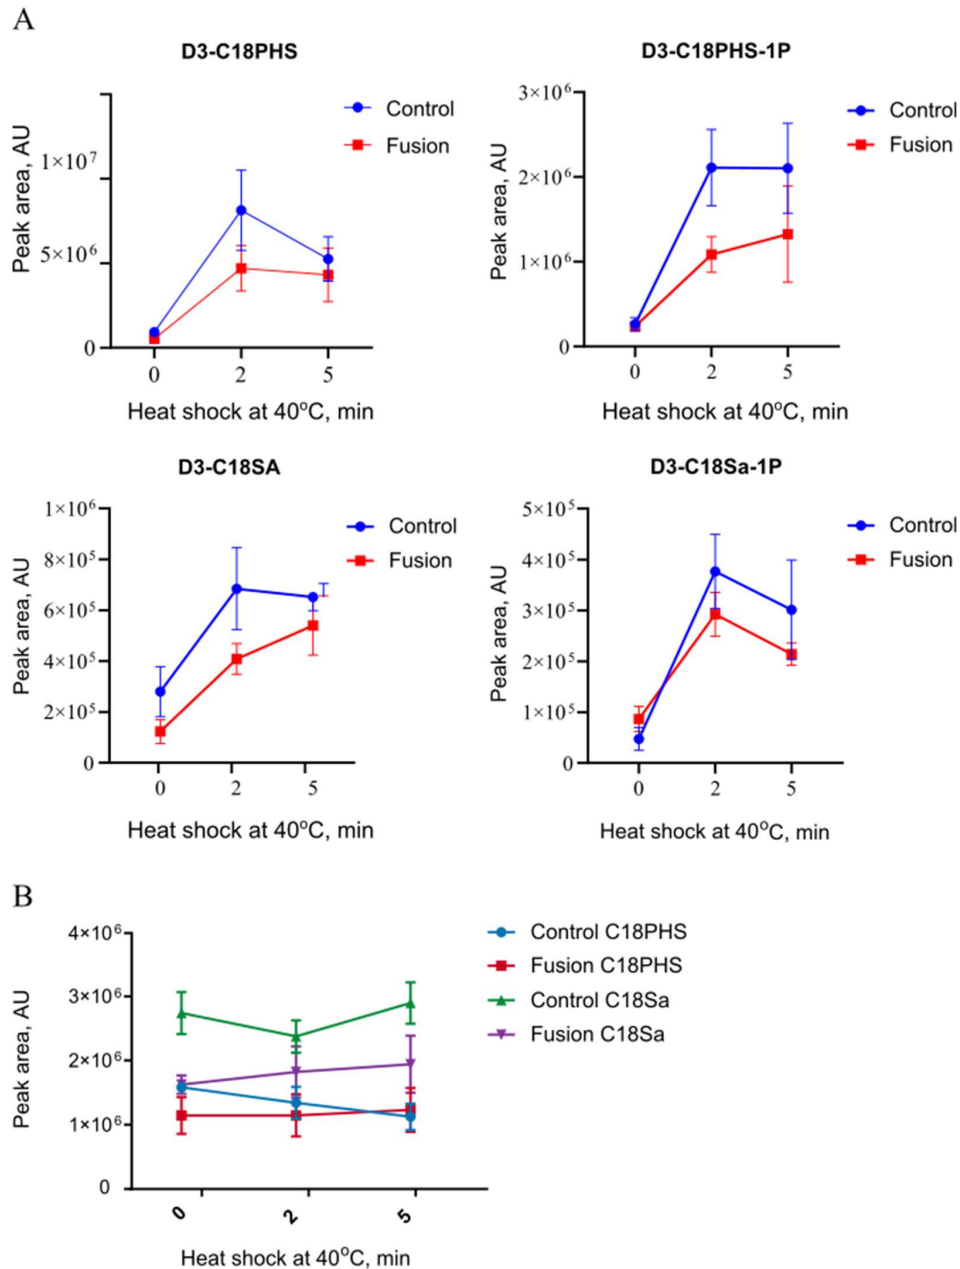 A
D3-C18PHS
Control
Fusion
Peak area, AU
1×10⁷
5×10⁶
0
0 2 5
Heat shock at 40°C, min
D3-C18PHS-1P
Control
Fusion
Peak area, AU
3×10⁶
2×10⁶
1×10⁶
0
0 2 5
Heat shock at 40°C, min
D3-C18SA
Control
Fusion
Peak area, AU
1×10⁶
8×10⁵
6×10⁵
4×10⁵
2×10⁵
0
0 2 5
Heat shock at 40°C, min
D3-C18Sa-1P
Control
Fusion
Peak area, AU
5×10⁵
4×10⁵
3×10⁵
2×10⁵
1×10⁵
0
0 2 5
Heat shock at 40°C, min
B
Control C18PHS
Fusion C18PHS
Control C18Sa
Fusion C18Sa
Peak area, AU
4×10⁶
3×10⁶
2×10⁶
1×10⁶
0
0 2 5
Heat shock at 40°C, min